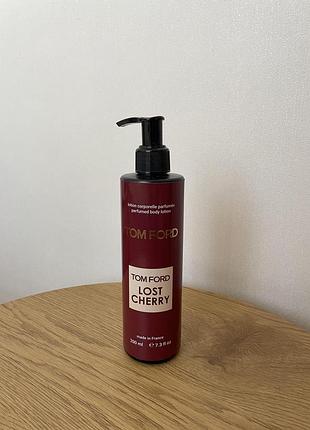 lotion corporelle parfumée
perfumed body lotion
TOM FORD
TOM FORD
LOST
CHERRY
made in France
200 ml ℮ 7.3 fl oz